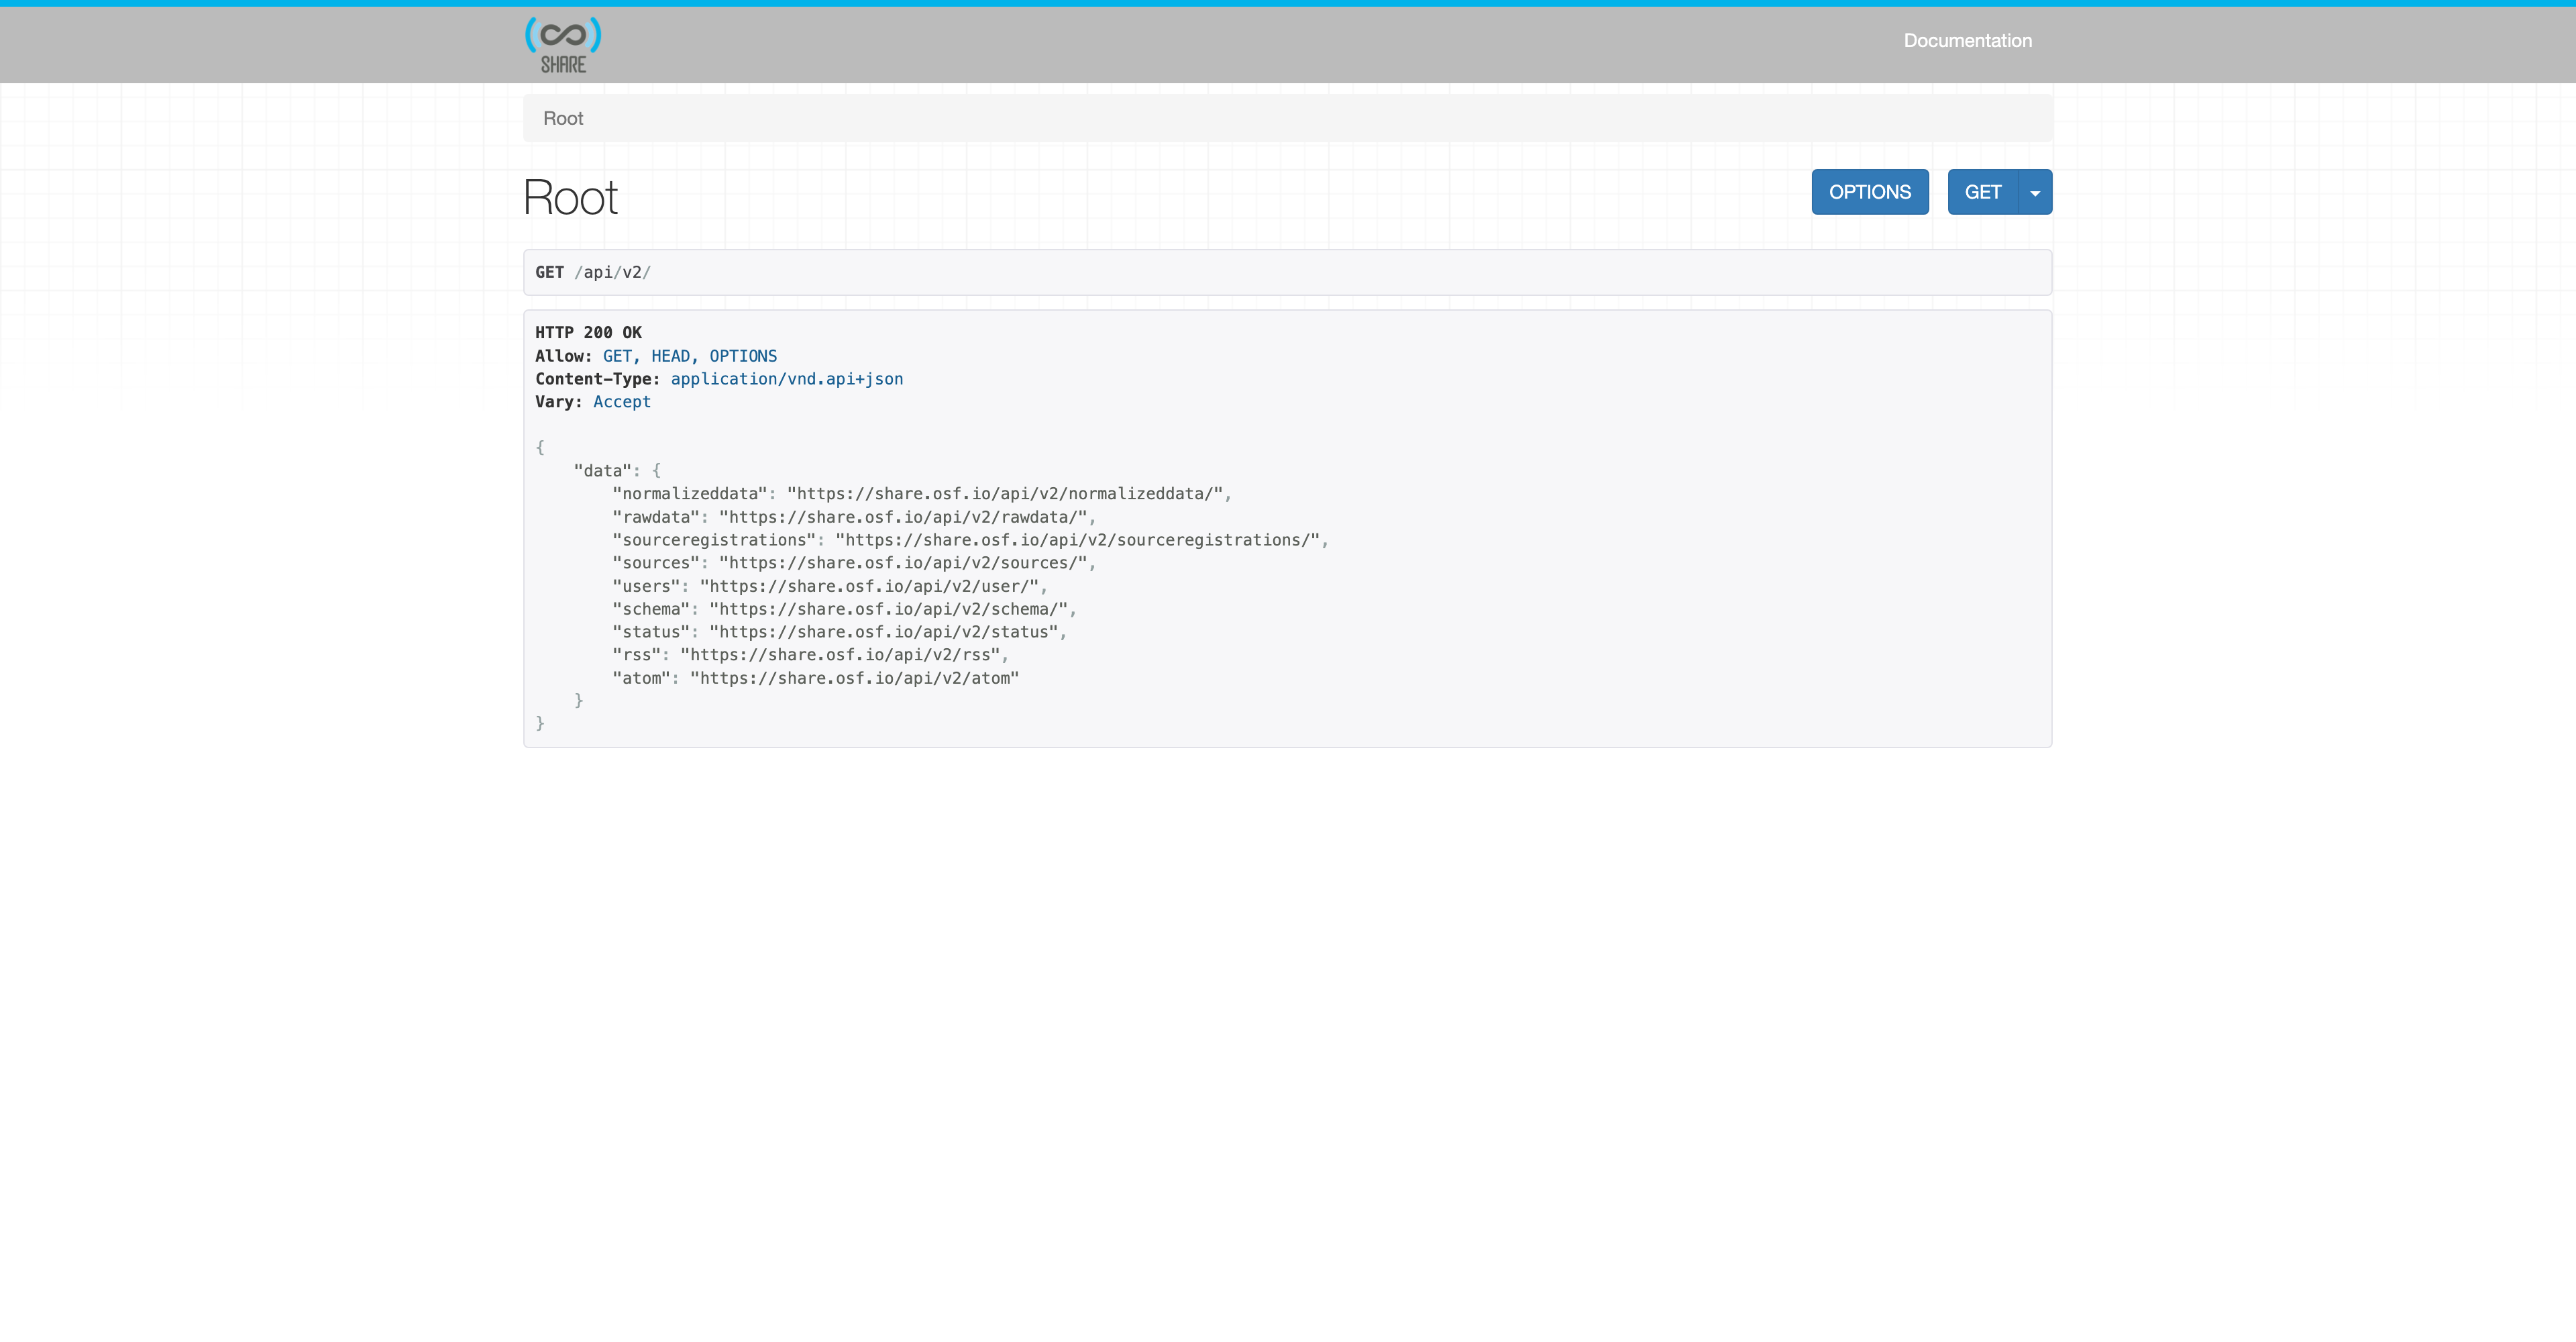 SHARE
Documentation
Root
Root
OPTIONS
GET
GET /api/v2/
HTTP 200 OK
Allow: GET, HEAD, OPTIONS
Content-Type: application/vnd.api+json
Vary: Accept
{
    "data": {
        "normalizeddata": "https://share.osf.io/api/v2/normalizeddata/",
        "rawdata": "https://share.osf.io/api/v2/rawdata/",
        "sourceregistrations": "https://share.osf.io/api/v2/sourceregistrations/",
        "sources": "https://share.osf.io/api/v2/sources/",
        "users": "https://share.osf.io/api/v2/user/",
        "schema": "https://share.osf.io/api/v2/schema/",
        "status": "https://share.osf.io/api/v2/status",
        "rss": "https://share.osf.io/api/v2/rss",
        "atom": "https://share.osf.io/api/v2/atom"
    }
}